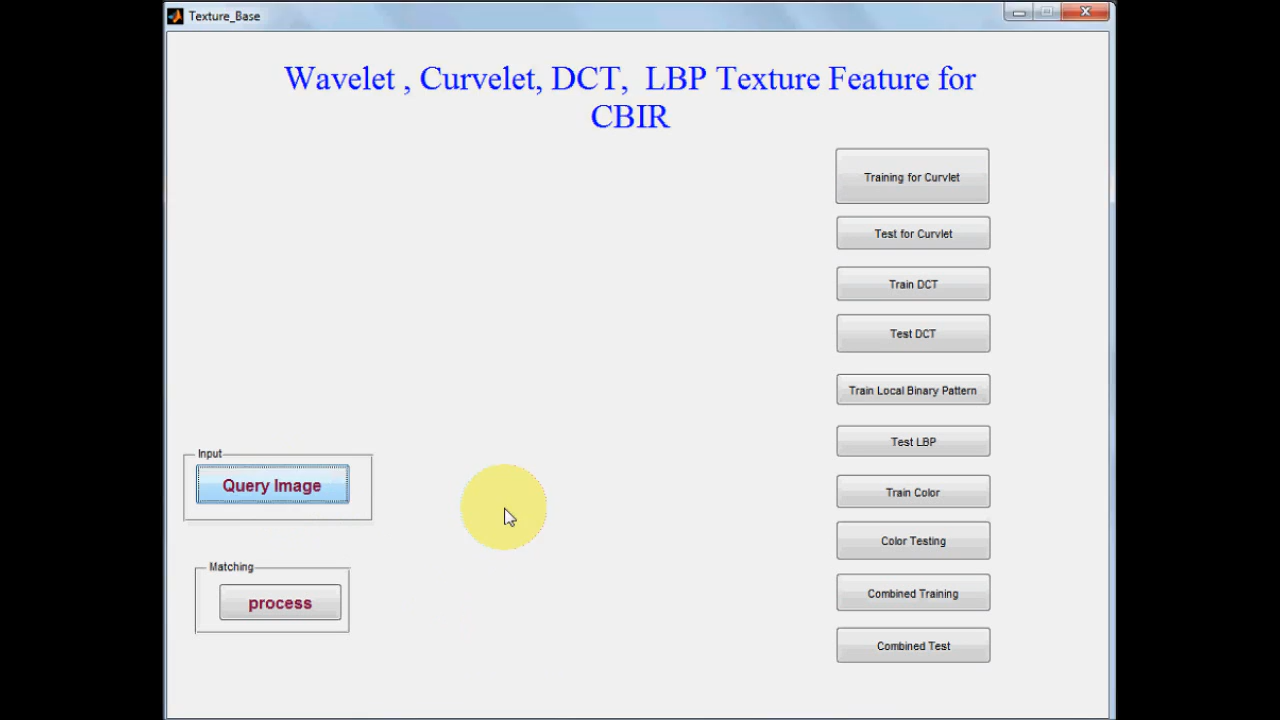 Texture_Base
Wavelet , Curvelet, DCT, LBP Texture Feature for
CBIR
Training for Curvlet
Test for Curvlet
Train DCT
Test DCT
Train Local Binary Pattern
Test LBP
Train Color
Color Testing
Combined Training
Combined Test
Input
Query Image
Matching
process